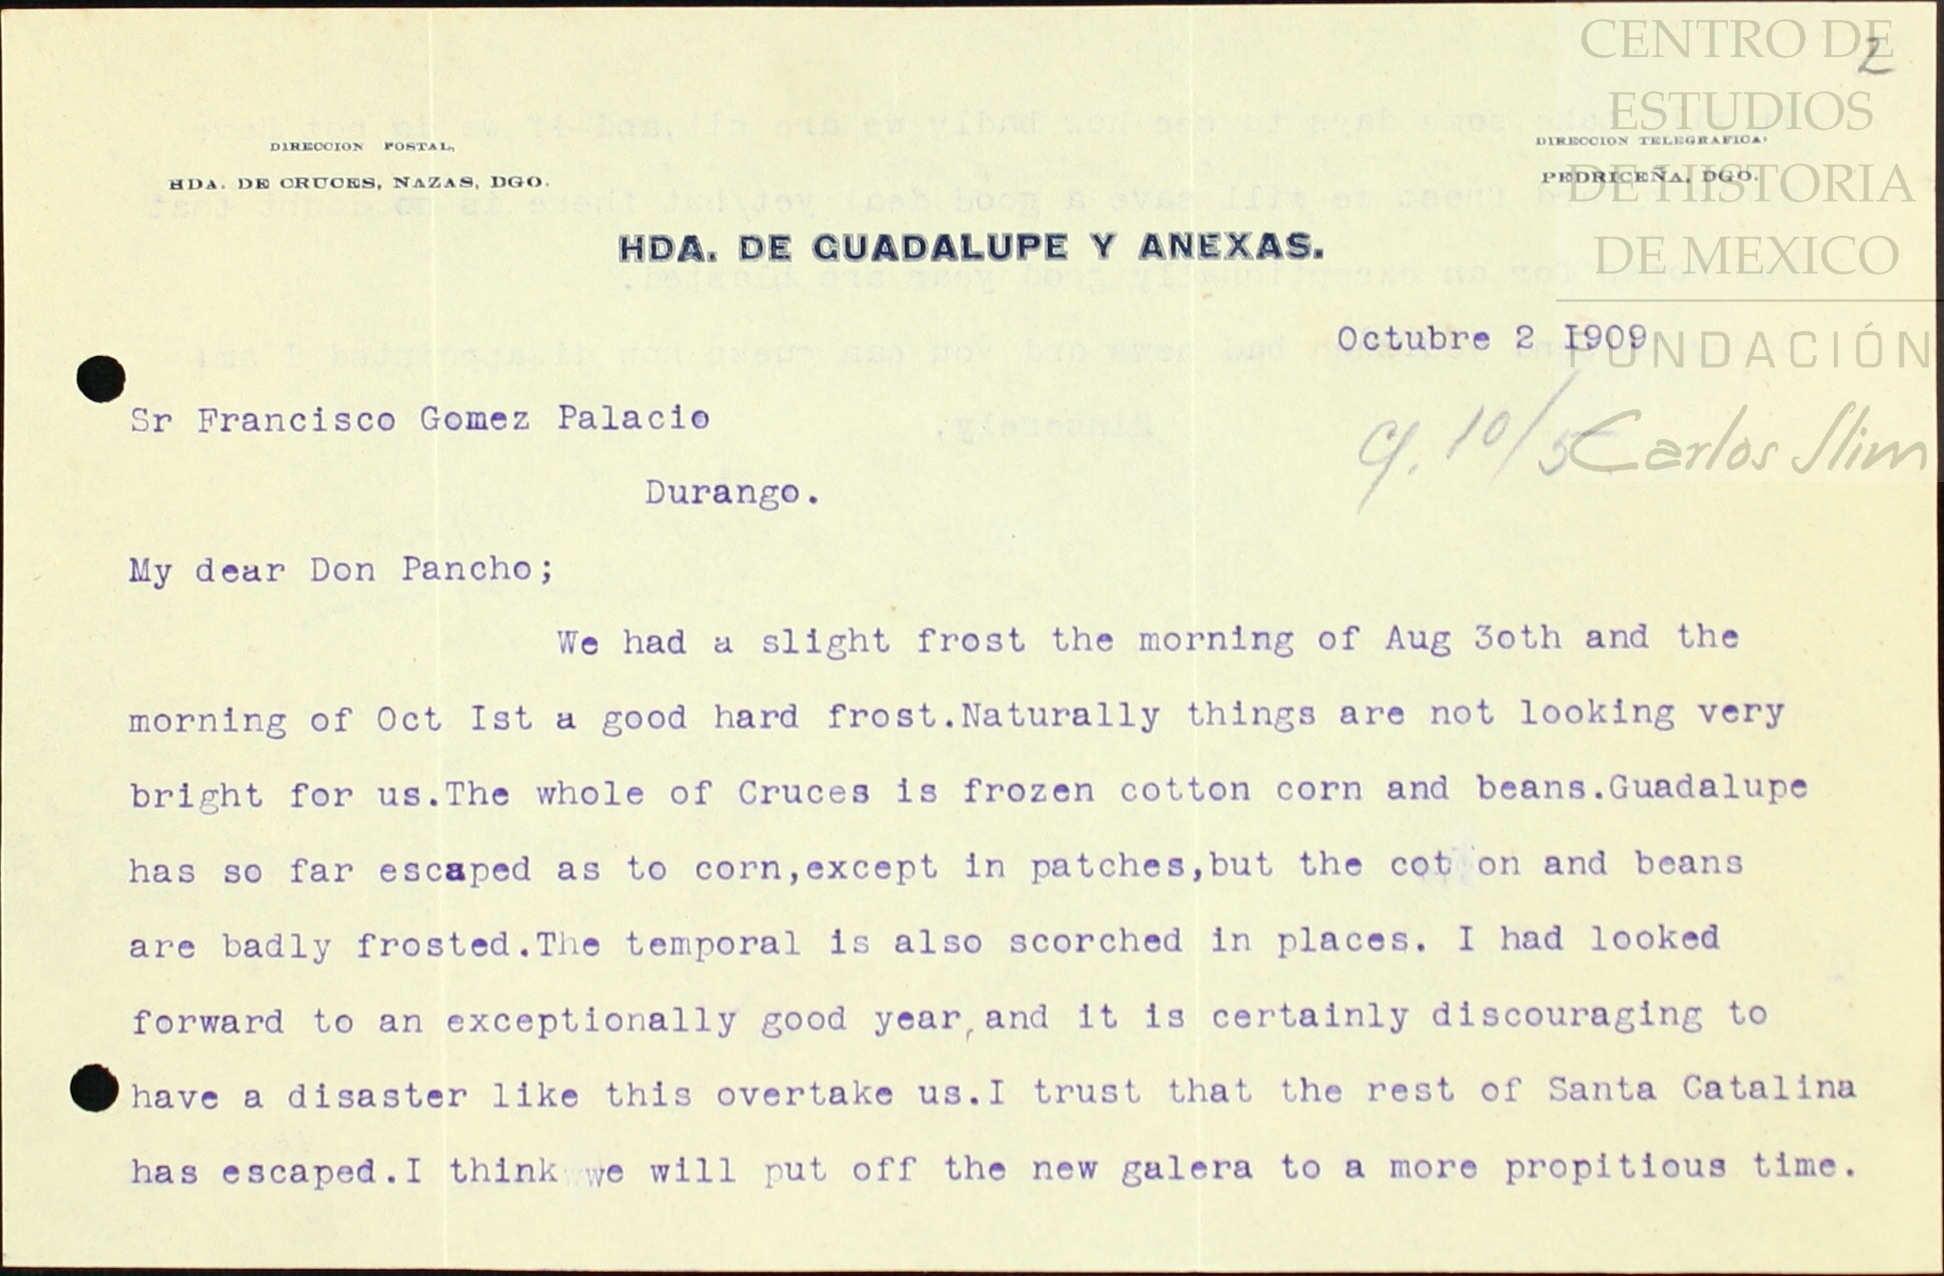 CENTRO DE
ESTUDIOS
DE HISTORIA
DE MEXICO
FUNDACIÓN
Carlos Slim
2
DIRECCION POSTAL,
HDA. DE CRUCES, NAZAS, DGO.
DIRECCION TELEGRAFICA:
PEDRICEÑA, DGO.
HDA. DE GUADALUPE Y ANEXAS.
Octubre 2 I909
Sr Francisco Gomez Palacio
10/5
Durango.
My dear Don Pancho;
We had a slight frost the morning of Aug 3oth and the
morning of Oct Ist a good hard frost.Naturally things are not looking very
bright for us.The whole of Cruces is frozen cotton corn and beans.Guadalupe
has so far escaped as to corn,except in patches,but the cot on and beans
are badly frosted.The temporal is also scorched in places. I had looked
forward to an exceptionally good year,and it is certainly discouraging to
have a disaster like this overtake us.I trust that the rest of Santa Catalina
has escaped.I think we will put off the new galera to a more propitious time.